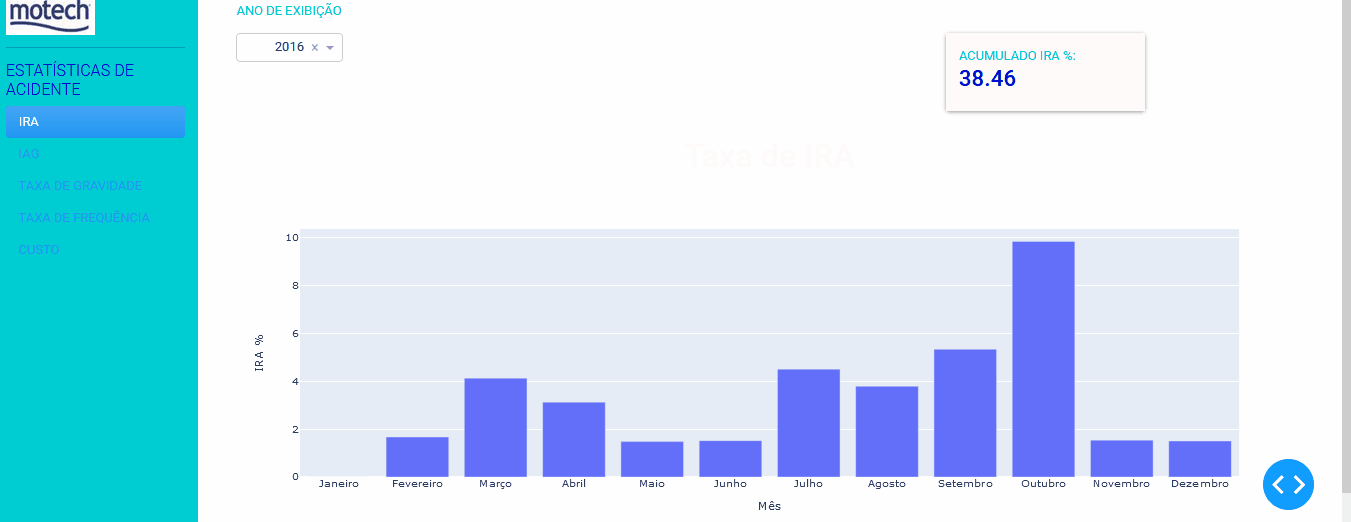 motech
ESTATÍSTICAS DE
ACIDENTE
IRA
IAG
TAXA DE GRAVIDADE
TAXA DE FREQUÊNCIA
CUSTO
ANO DE EXIBIÇÃO
2016 ×
ACUMULADO IRA %:
38.46
Taxa de IRA
IRA %
10
8
6
4
2
0
Janeiro Fevereiro Março Abril Maio Junho Julho Agosto Setembro Outubro Novembro Dezembro
Mês